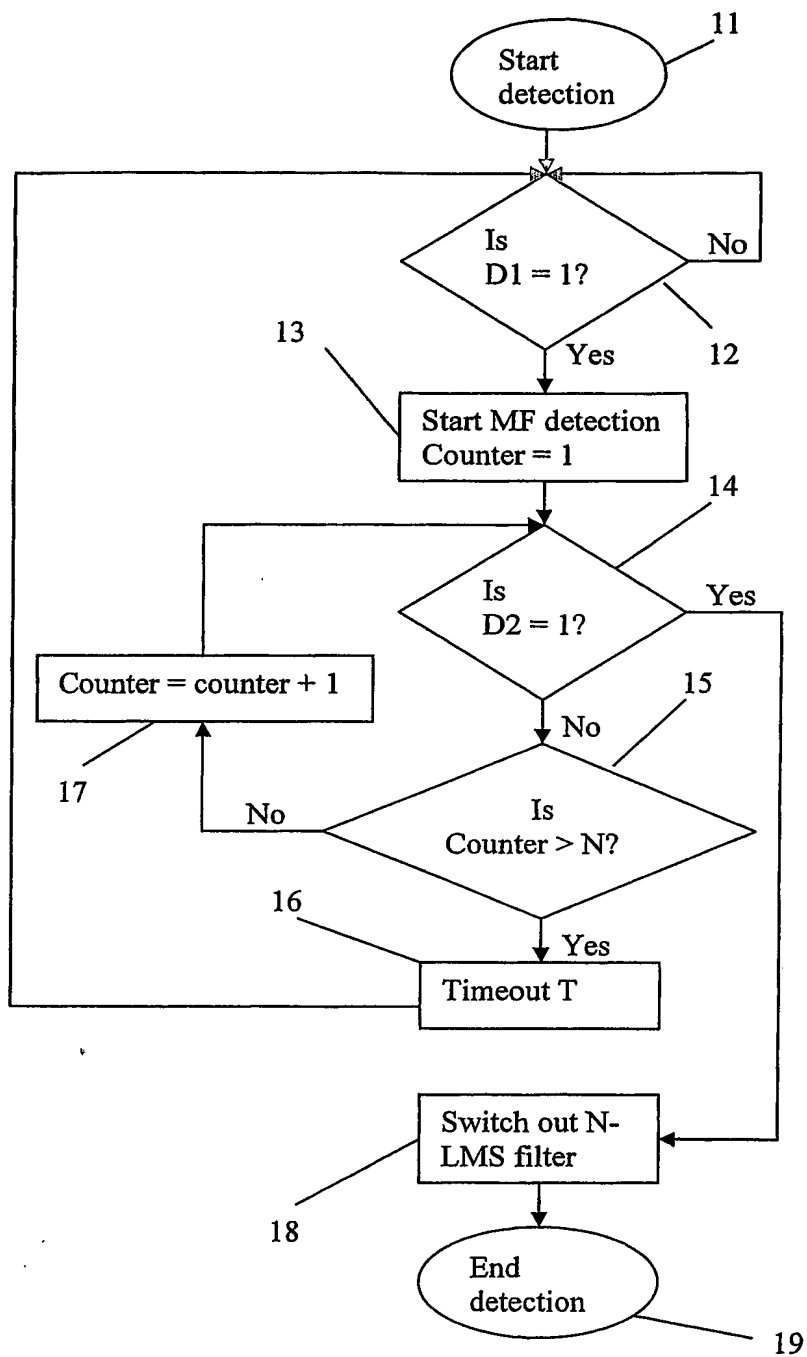 11
Start
detection
Is
D1 = 1?
No
12
13
Yes
Start MF detection
Counter = 1
14
Is
D2 = 1?
Yes
Counter = counter + 1
15
No
17
No
Is
Counter > N?
16
Yes
Timeout T
Switch out N-
LMS filter
18
End
detection
19